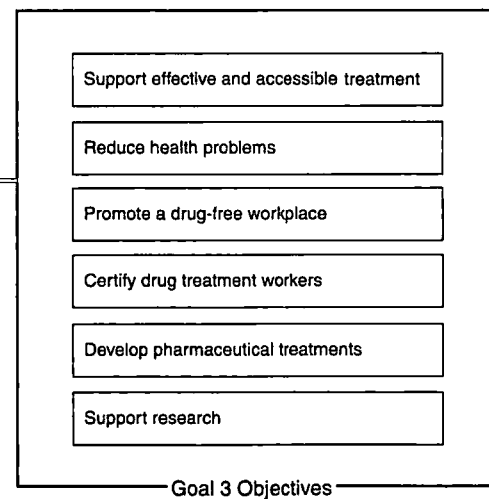 Support effective and accessible treatment
Reduce health problems
Promote a drug-free workplace
Certify drug treatment workers
Develop pharmaceutical treatments
Support research
Goal 3 Objectives